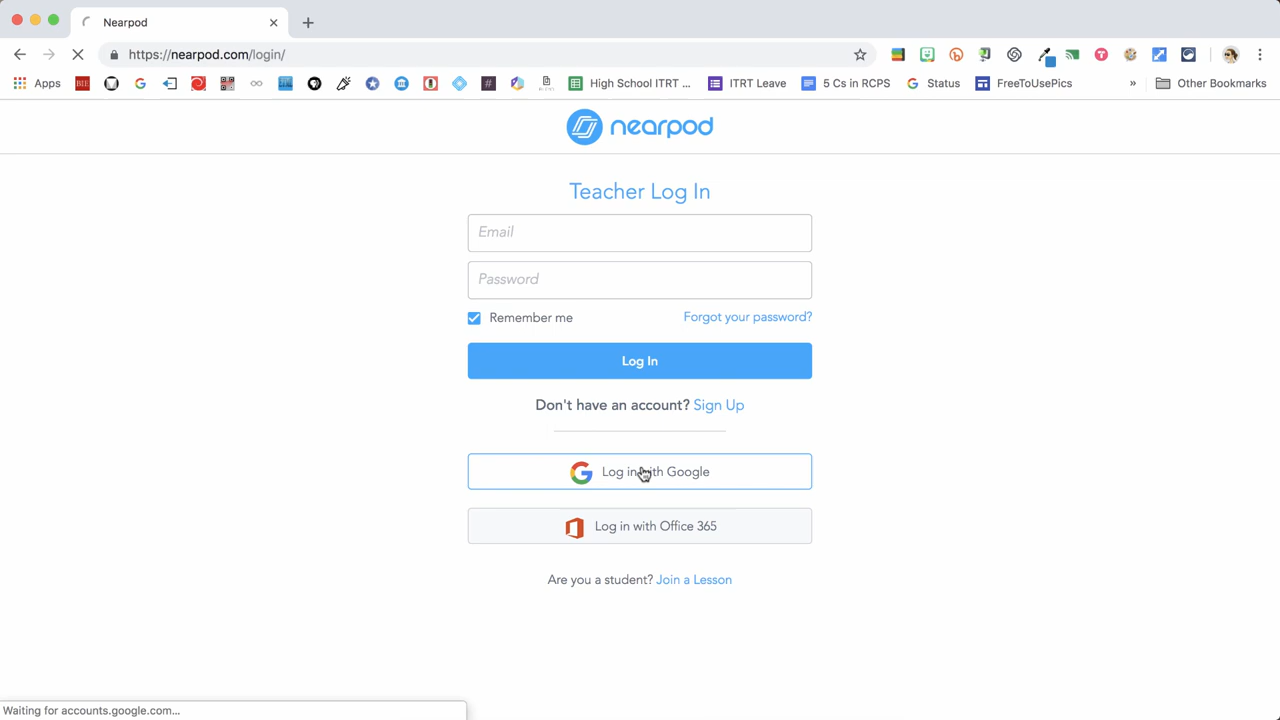 Nearpod
https://nearpod.com/login/
Apps
High School ITRT ...
ITRT Leave
5 Cs in RCPS
Status
FreeToUsePics
»
Other Bookmarks
nearpod
Teacher Log In
Email
Password
Remember me
Forgot your password?
Log In
Don't have an account? Sign Up
Log in with Google
Log in with Office 365
Are you a student? Join a Lesson
Waiting for accounts.google.com...